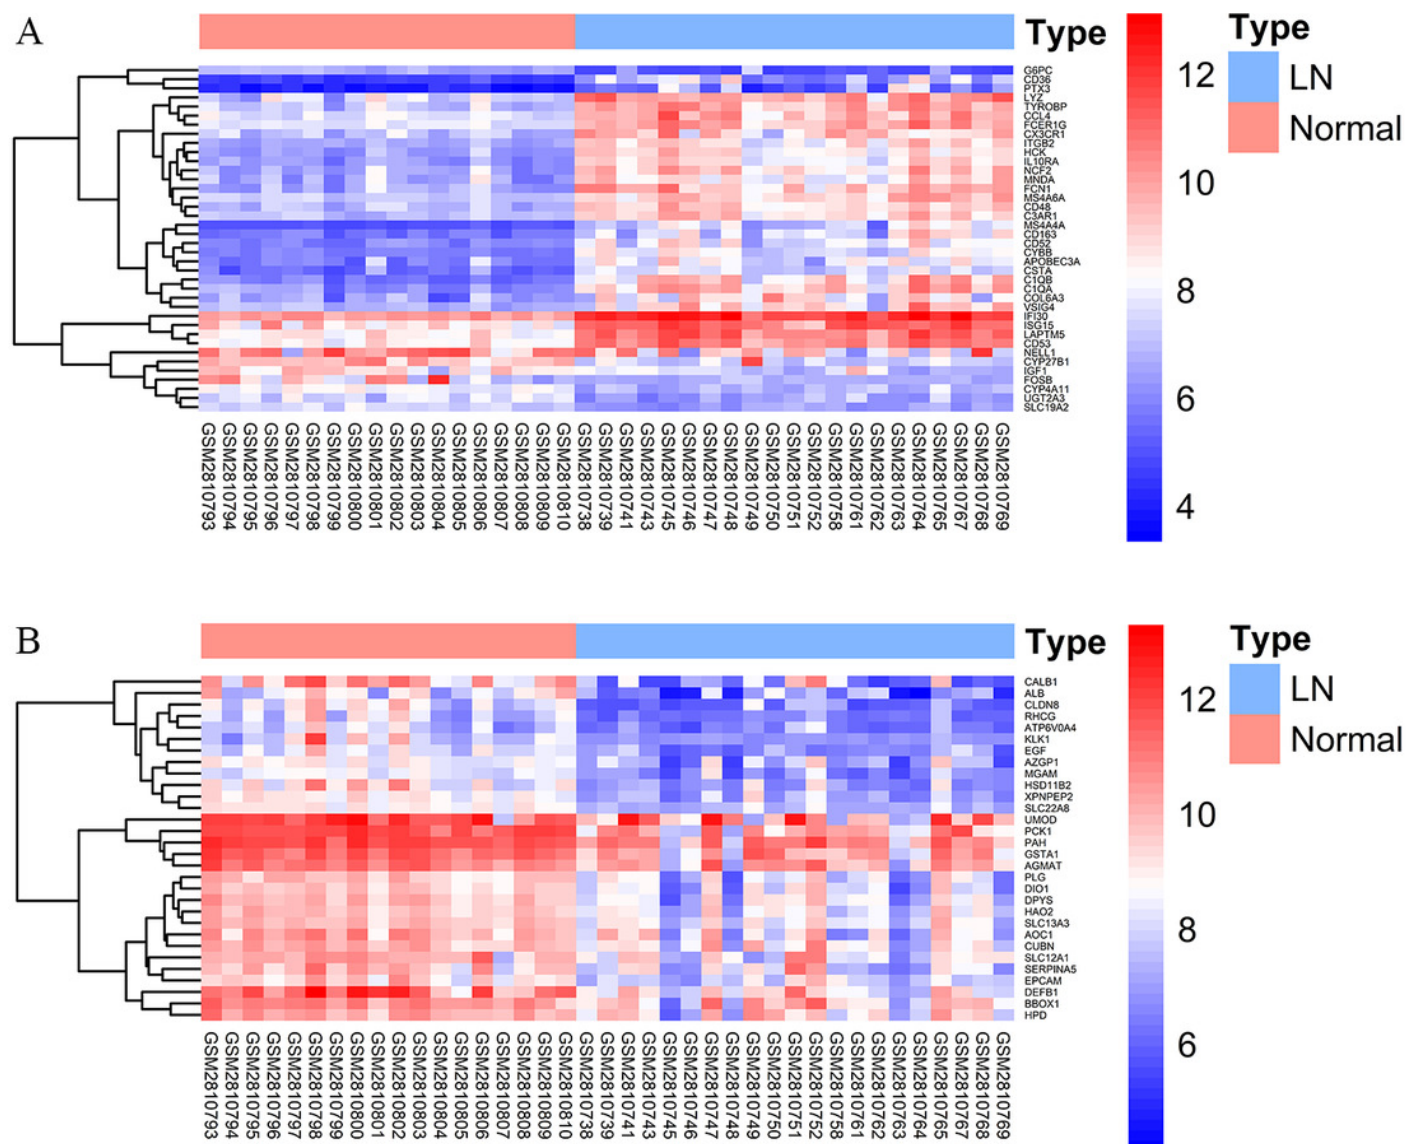 A
Type
G6PC
CD36
PTX3
LYZ
TYROBP
CCL4
FCER1G
CX3CR1
ITGB2
HCK
IL10RA
NCF2
MNDA
FCN1
MS4A6A
CD48
C3AR1
MS4A4A
CD163
CD52
CYBB
APOBEC3A
CSTA
C1QB
C1QA
COL6A3
VSIG4
IFI30
ISG15
LAPTM5
CD53
NELL1
CYP27B1
IGF1
FOSB
CYP4A11
UGT2A3
SLC19A2
12
10
8
6
4
Type
LN
Normal
GSM2810793
GSM2810794
GSM2810795
GSM2810796
GSM2810797
GSM2810798
GSM2810799
GSM2810800
GSM2810801
GSM2810802
GSM2810803
GSM2810804
GSM2810805
GSM2810806
GSM2810807
GSM2810808
GSM2810809
GSM2810810
GSM2810738
GSM2810739
GSM2810741
GSM2810743
GSM2810745
GSM2810746
GSM2810747
GSM2810748
GSM2810749
GSM2810750
GSM2810751
GSM2810752
GSM2810758
GSM2810761
GSM2810762
GSM2810763
GSM2810764
GSM2810765
GSM2810767
GSM2810768
GSM2810769
B
Type
CALB1
ALB
CLDN8
RHCG
ATP6V0A4
KLK1
EGF
AZGP1
MGAM
HSD11B2
XPNPEP2
SLC22A8
UMOD
PCK1
PAH
GSTA1
AGMAT
PLG
DIO1
DPYS
HAO2
SLC13A3
AOC1
CUBN
SLC12A1
SERPINA5
EPCAM
DEFB1
BBOX1
HPD
12
10
8
6
Type
LN
Normal
GSM2810793
GSM2810794
GSM2810795
GSM2810796
GSM2810797
GSM2810798
GSM2810799
GSM2810800
GSM2810801
GSM2810802
GSM2810803
GSM2810804
GSM2810805
GSM2810806
GSM2810807
GSM2810808
GSM2810809
GSM2810810
GSM2810738
GSM2810739
GSM2810741
GSM2810743
GSM2810745
GSM2810746
GSM2810747
GSM2810748
GSM2810749
GSM2810750
GSM2810751
GSM2810752
GSM2810758
GSM2810761
GSM2810762
GSM2810763
GSM2810764
GSM2810765
GSM2810767
GSM2810768
GSM2810769